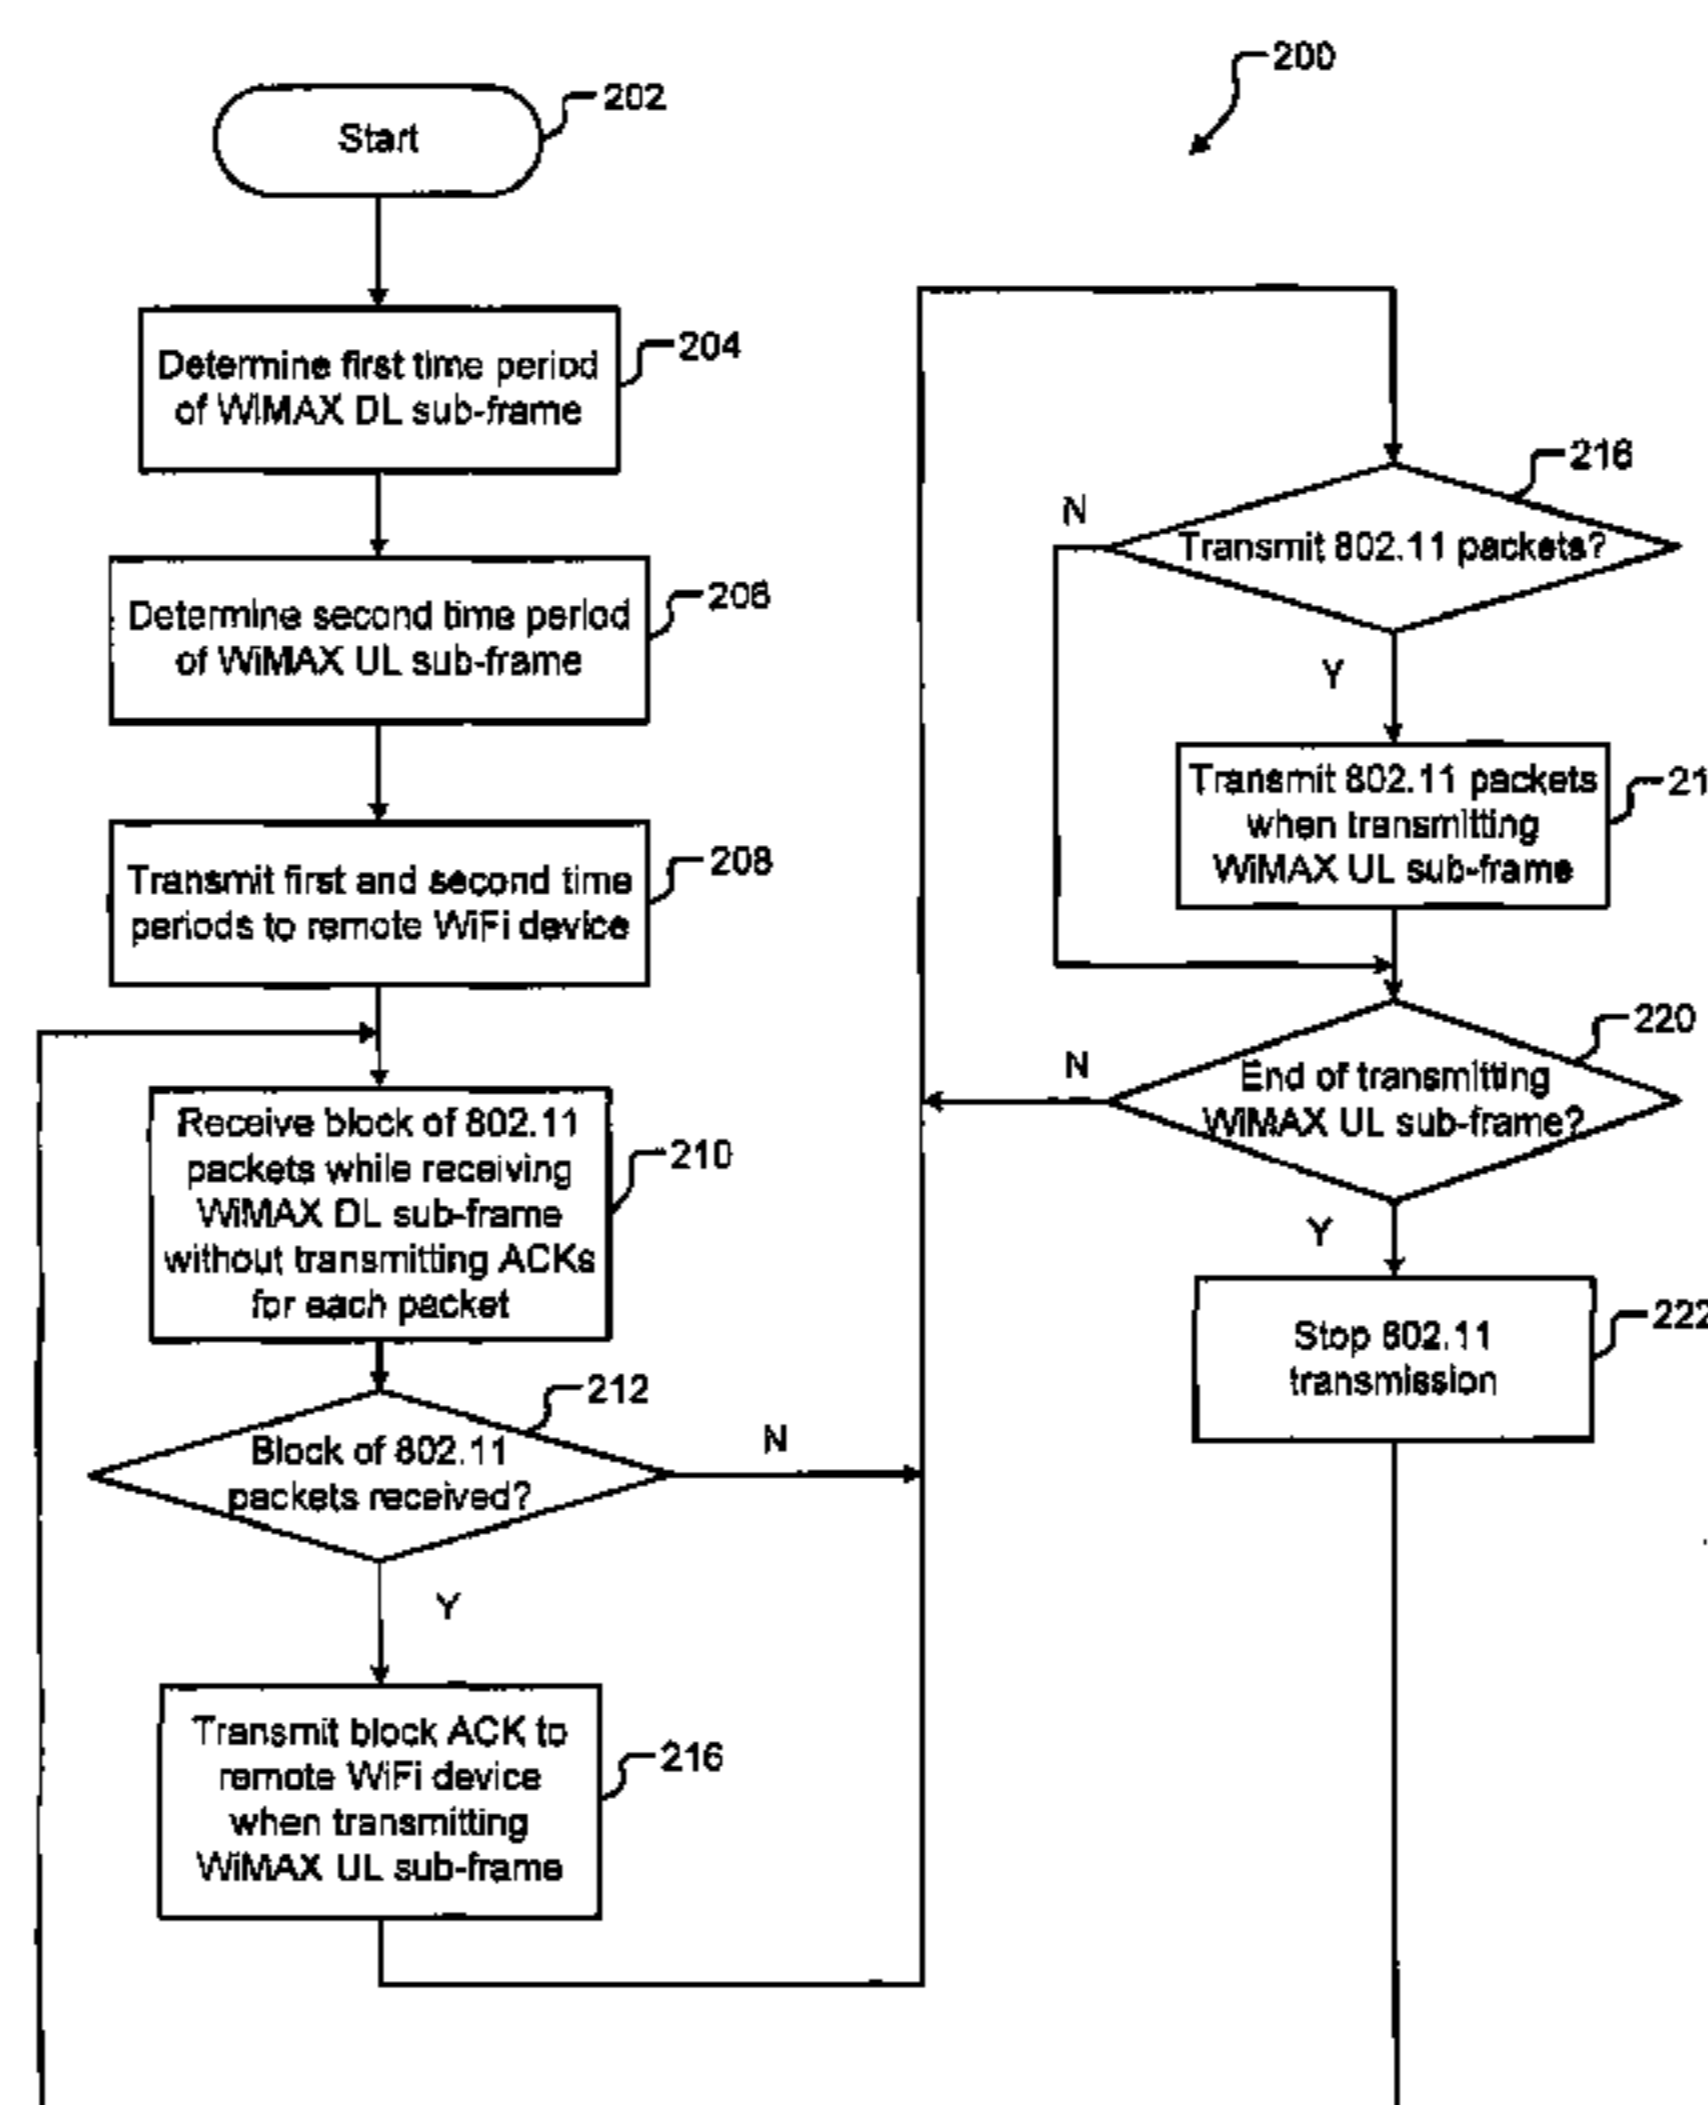 200
Start
202
Determine first time period
of WiMAX DL sub-frame
204
Determine second time period
of WiMAX UL sub-frame
206
Transmit first and second time
periods to remote WiFi device
208
Receive block of 802.11
packets while receiving
WiMAX DL sub-frame
without transmitting ACKs
for each packet
210
Block of 802.11
packets received?
212
N
Y
Transmit block ACK to
remote WiFi device
when transmitting
WiMAX UL sub-frame
216
Transmit 802.11 packets?
216
N
Y
Transmit 802.11 packets
when transmitting
WiMAX UL sub-frame
21
End of transmitting
WiMAX UL sub-frame?
220
N
Y
Stop 802.11
transmission
222